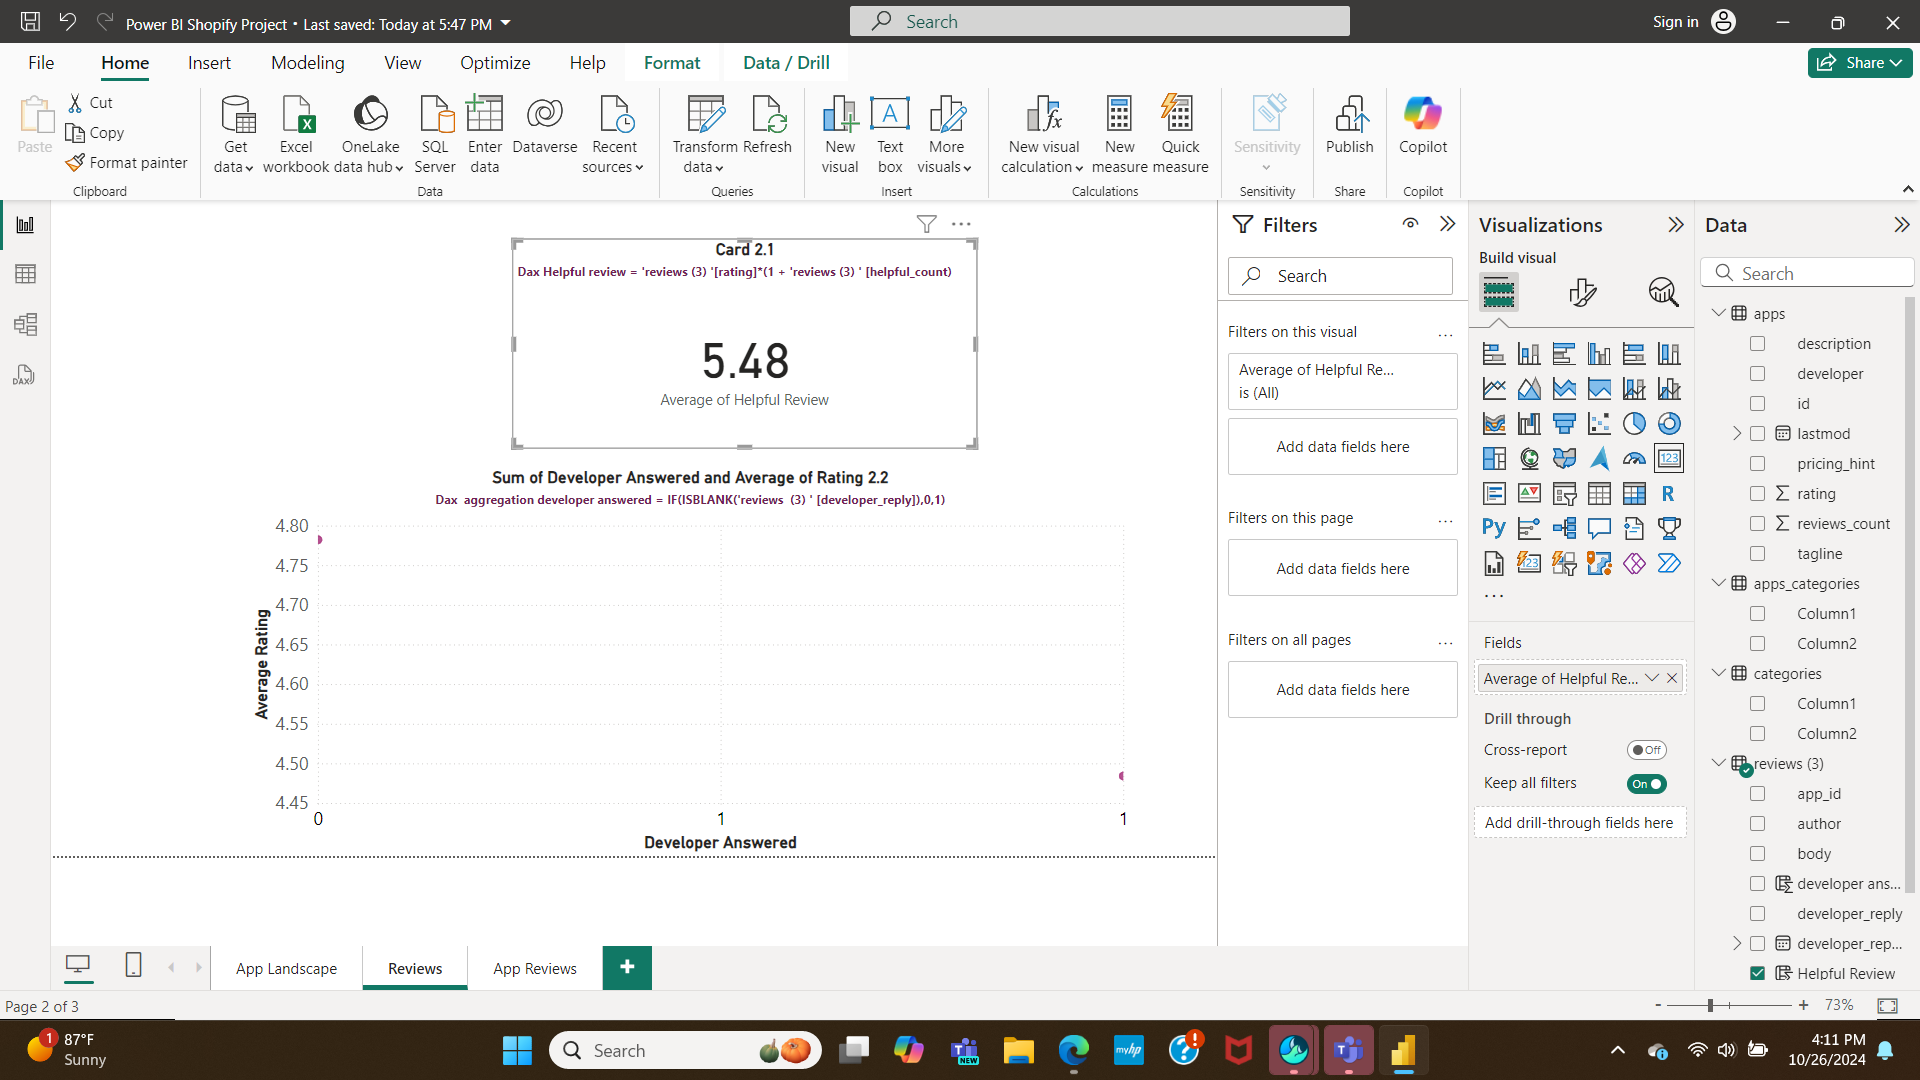 Power BI Shopify Project • Last saved: Today at 5:47 PM
Search
Sign in
File Home Insert Modeling View Optimize Help Format Data / Drill
Share
Paste
Cut
Copy
Format painter
Clipboard
Get data
Excel workbook
OneLake data hub
SQL Server
Enter data
Dataverse
Recent sources
Data
Transform data
Refresh
Queries
New visual
Text box
More visuals
Insert
New visual calculation
New measure
Quick measure
Calculations
Sensitivity
Sensitivity
Publish
Share
Copilot
Copilot
Card 2.1
Dax Helpful review = 'reviews (3) '[rating]*(1 + 'reviews (3) ' [helpful_count)
5.48
Average of Helpful Review
Sum of Developer Answered and Average of Rating 2.2
Dax aggregation developer answered = IF(ISBLANK('reviews (3) ' [developer_reply]),0,1)
4.80
4.75
4.70
4.65
4.60
4.55
4.50
4.45
Average Rating
0 1 1
Developer Answered
Filters
Search
Filters on this visual
Average of Helpful Re...
is (All)
Add data fields here
Filters on this page
Add data fields here
Filters on all pages
Add data fields here
Visualizations
Build visual
123
R
Py
123
Fields
Average of Helpful Re...
Drill through
Cross-report
Off
Keep all filters
On
Add drill-through fields here
Data
Search
apps
description
developer
id
lastmod
pricing_hint
rating
reviews_count
tagline
apps_categories
Column1
Column2
categories
Column1
Column2
reviews (3)
app_id
author
body
developer ans...
developer_reply
developer_rep...
Helpful Review
DAX
App Landscape
Reviews
App Reviews
+
Page 2 of 3
- + 73%
1
87°F
Sunny
Search
NEW
myhp
4:11 PM
10/26/2024